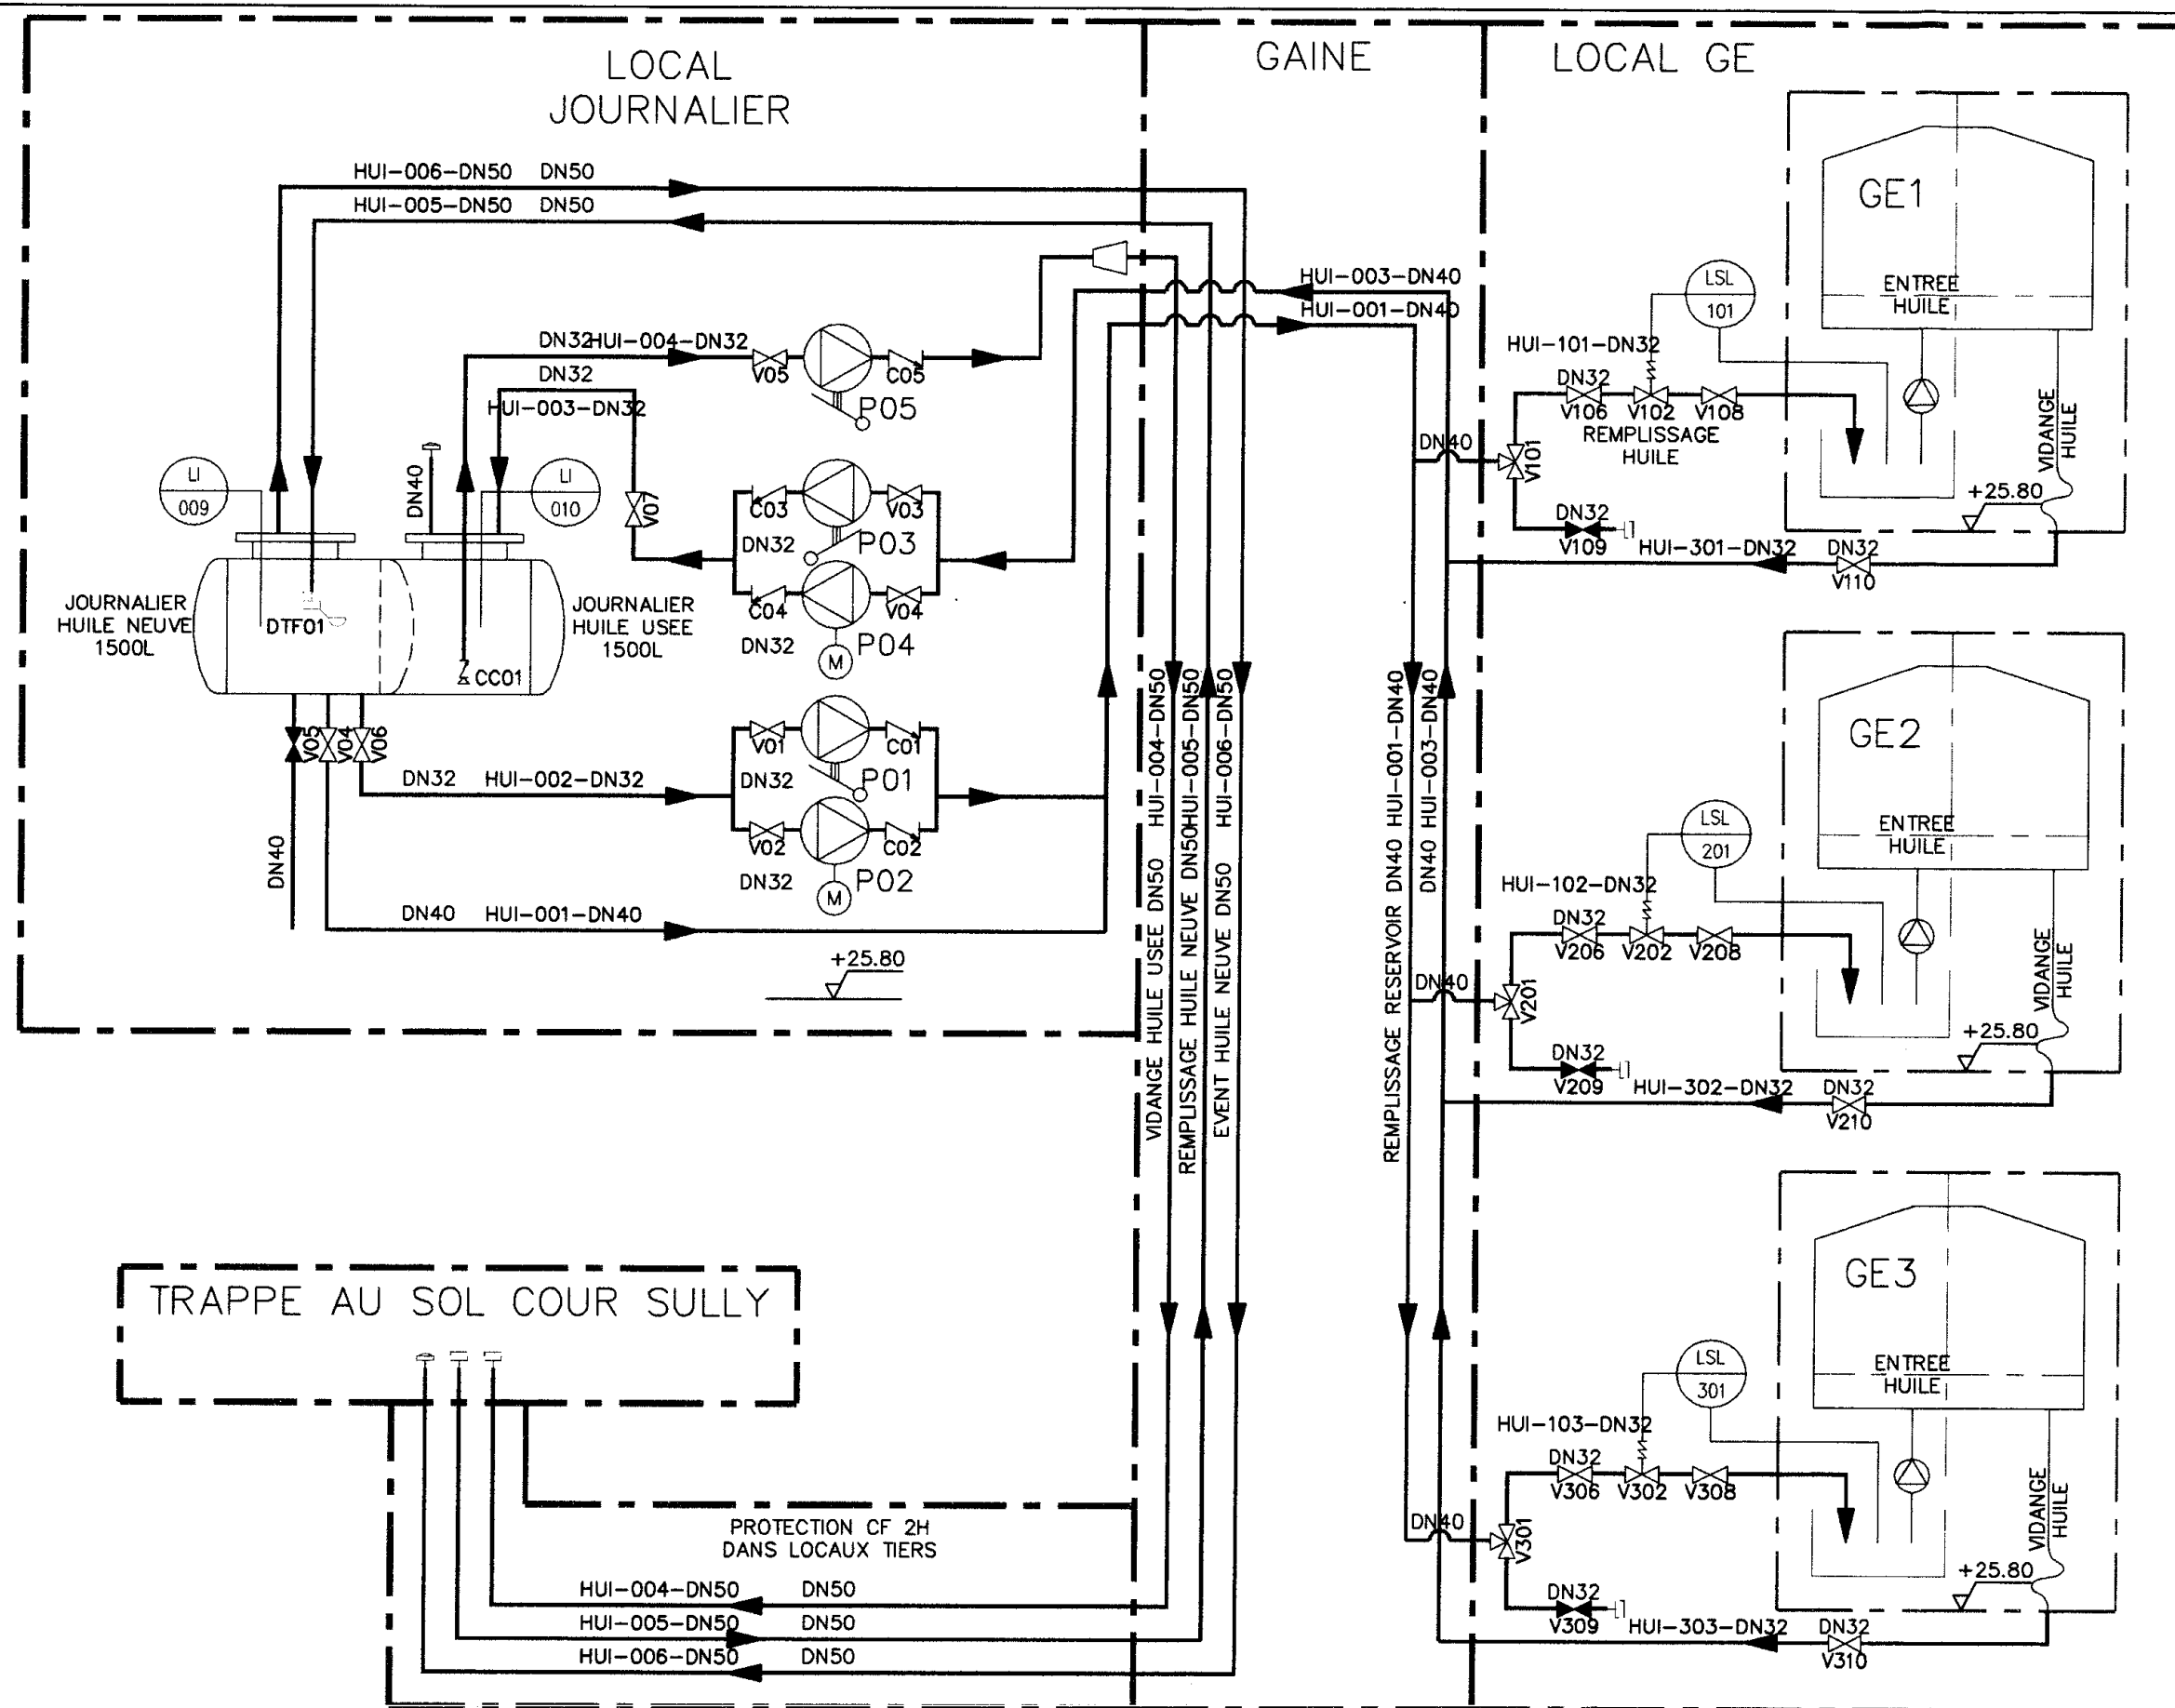 LOCAL
JOURNALIER
GAINE
LOCAL GE
HUI-006-DN50 DN50
HUI-005-DN50 DN50
DN32 HUI-004-DN32
DN32
HUI-003-DN32
V05
C05
P05
HUI-003-DN40
HUI-001-DN40
LI
009
DN40
LI
010
V07
C03
V03
DN32
P03
C04
V04
DN32
P04
M
JOURNALIER
HUILE NEUVE
1500L
DTF01
CC01
JOURNALIER
HUILE USEE
1500L
V05
V04
V06
DN32 HUI-002-DN32
V01
C01
DN32
P01
V02
C02
DN32
P02
M
DN40
DN40 HUI-001-DN40
+25.80
VIDANGE HUILE USEE DN50 HUI-004-DN50
REMPLISSAGE HUILE NEUVE DN50 HUI-005-DN50
EVENT HUILE NEUVE DN50 HUI-006-DN50
REMPLISSAGE RESERVOIR DN40 HUI-001-DN40
DN40 HUI-003-DN40
GE1
ENTREE
HUILE
LSL
101
HUI-101-DN32
DN32
V106
V102
V108
REMPLISSAGE
HUILE
DN40
V101
DN32
V109
VIDANGE
HUILE
+25.80
HUI-301-DN32
DN32
V110
GE2
ENTREE
HUILE
LSL
201
HUI-102-DN32
DN32
V206
V202
V208
DN40
V201
DN32
V209
VIDANGE
HUILE
+25.80
HUI-302-DN32
DN32
V210
GE3
ENTREE
HUILE
LSL
301
HUI-103-DN32
DN32
V306
V302
V308
DN40
V301
DN32
V309
VIDANGE
HUILE
+25.80
HUI-303-DN32
DN32
V310
TRAPPE AU SOL COUR SULLY
PROTECTION CF 2H
DANS LOCAUX TIERS
HUI-004-DN50 DN50
HUI-005-DN50 DN50
HUI-006-DN50 DN50